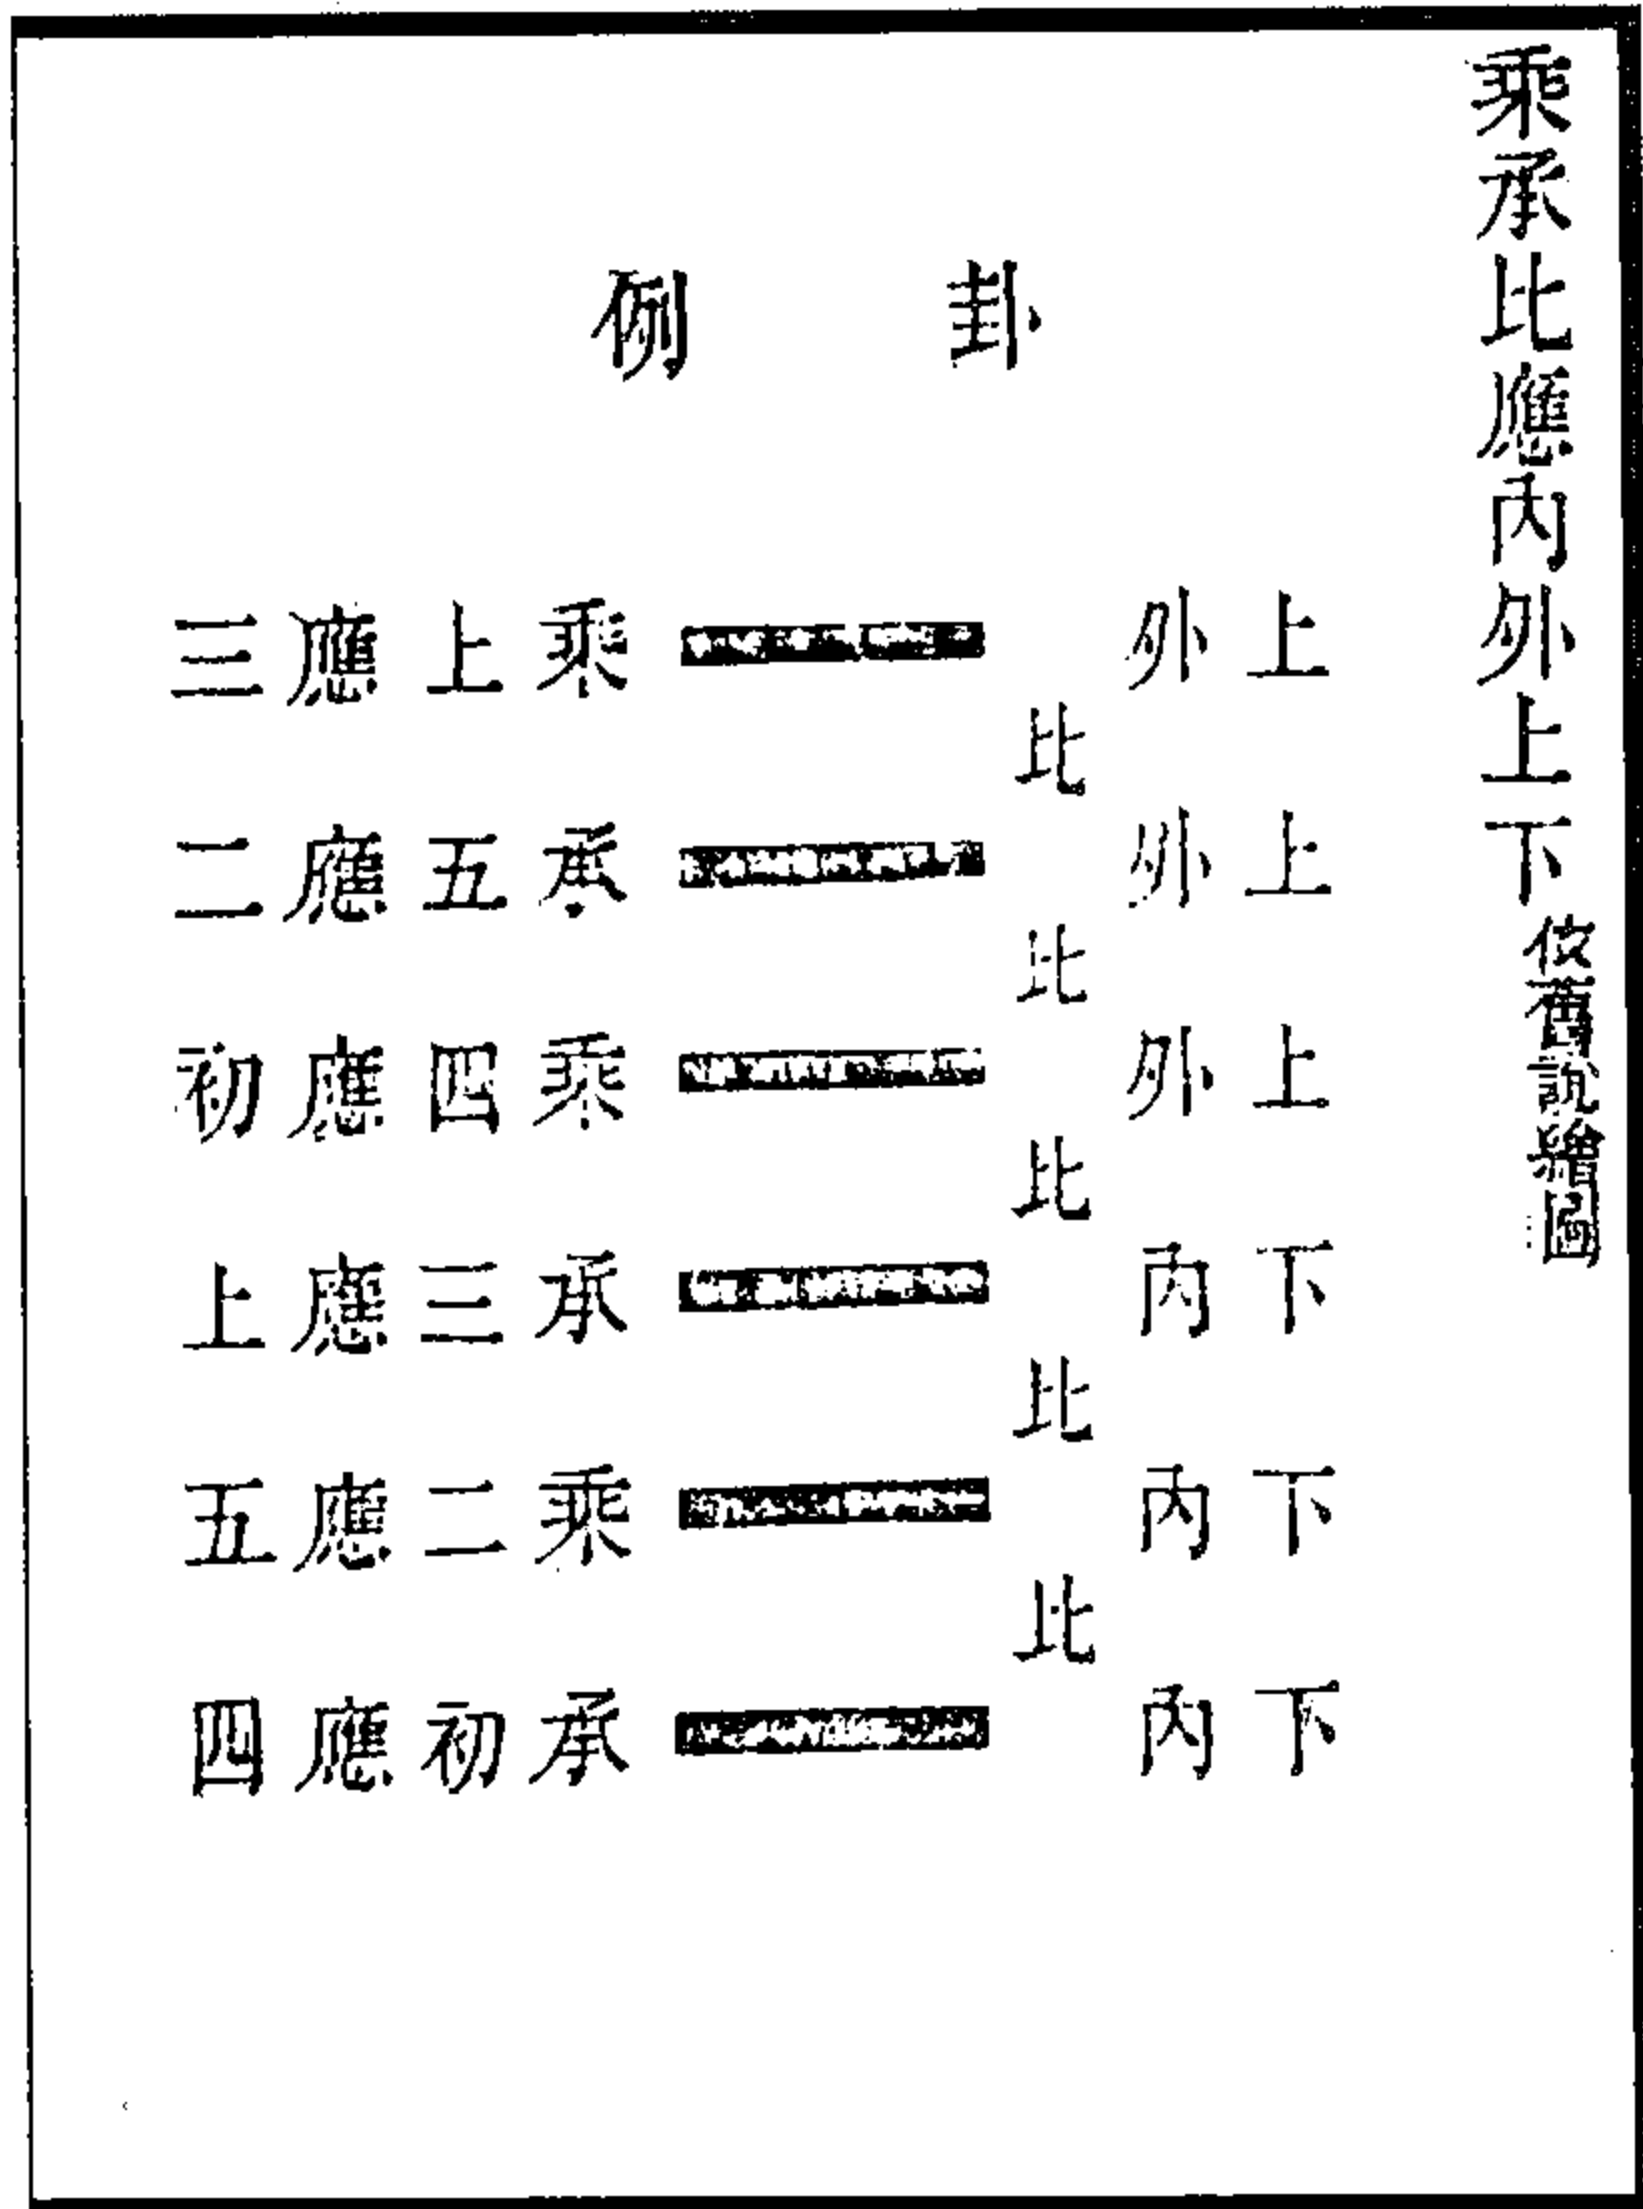 乘承比應內外上下依舊說繪圖
卦例
上外乘上應三
比
上外承五應二
比
上外乘四應初
比
下內承三應上
比
下內乘二應五
比
下內承初應四